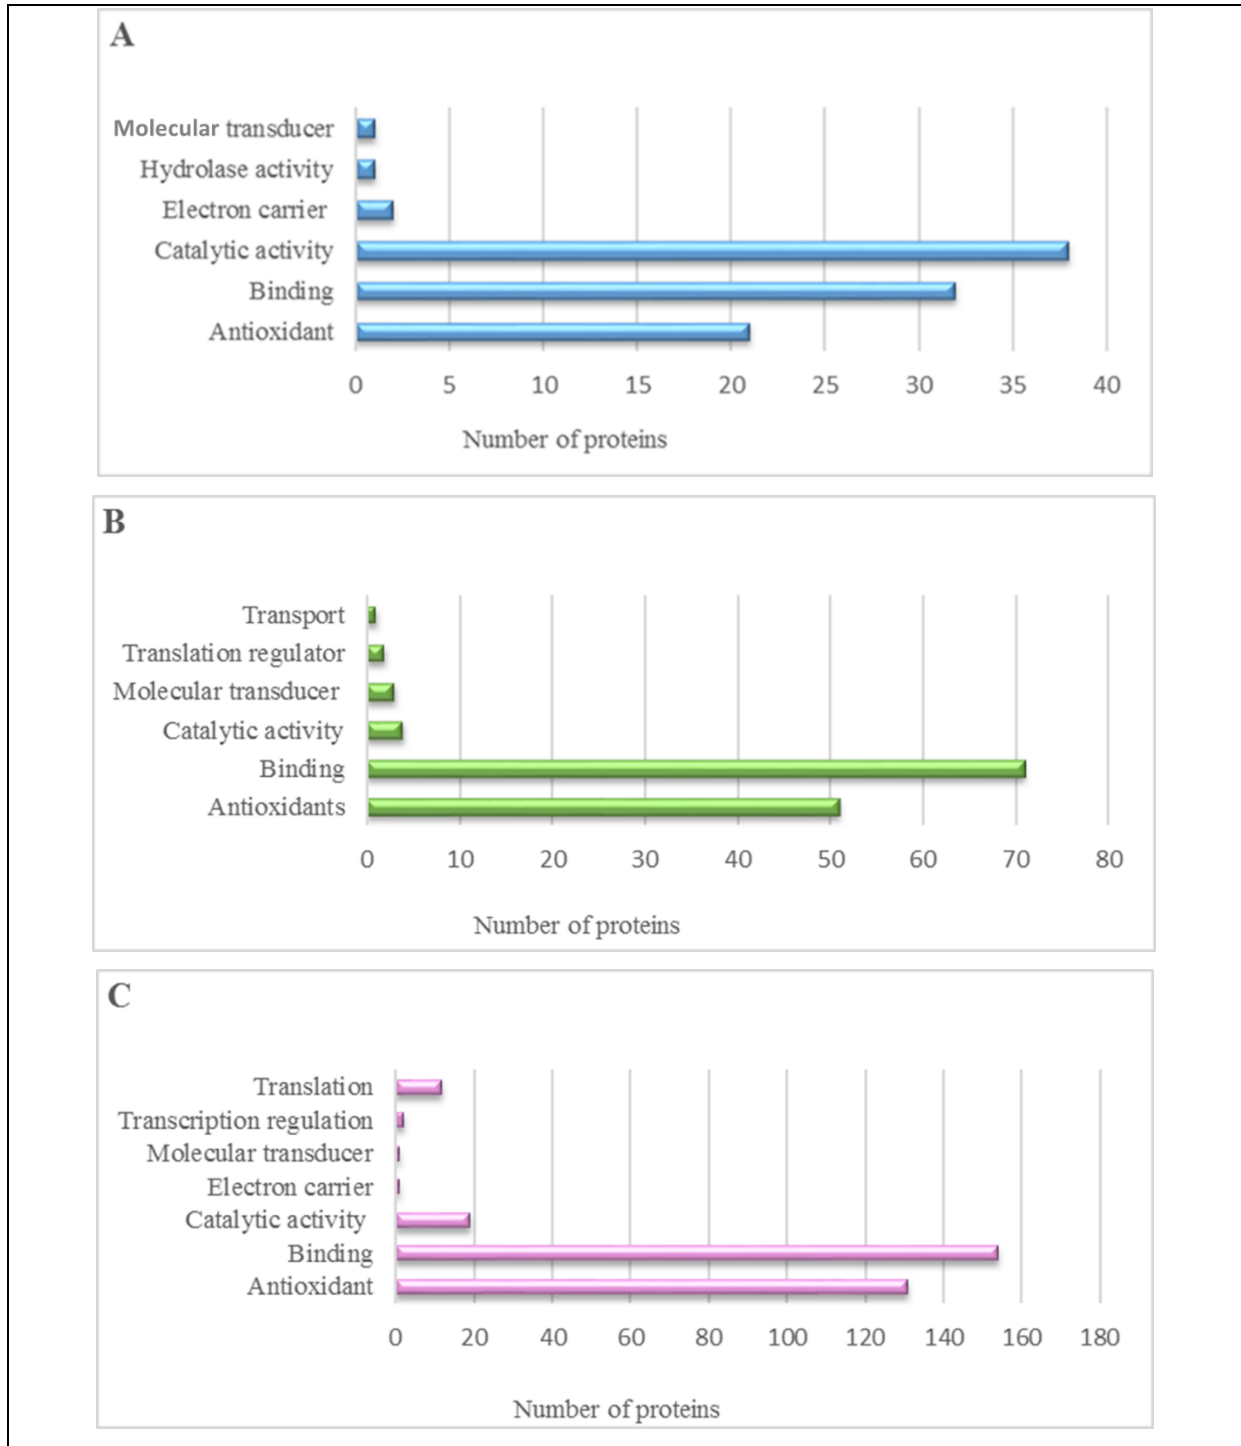 A
Molecular transducer
Hydrolase activity
Electron carrier
Catalytic activity
Binding
Antioxidant
0 5 10 15 20 25 30 35 40
Number of proteins
B
Transport
Translation regulator
Molecular transducer
Catalytic activity
Binding
Antioxidants
0 10 20 30 40 50 60 70 80
Number of proteins
C
Translation
Transcription regulation
Molecular transducer
Electron carrier
Catalytic activity
Binding
Antioxidant
0 20 40 60 80 100 120 140 160 180
Number of proteins